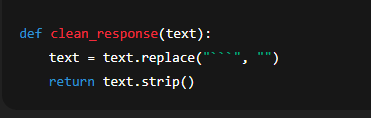 def clean_response(text):
    text = text.replace("```", "")
    return text.strip()